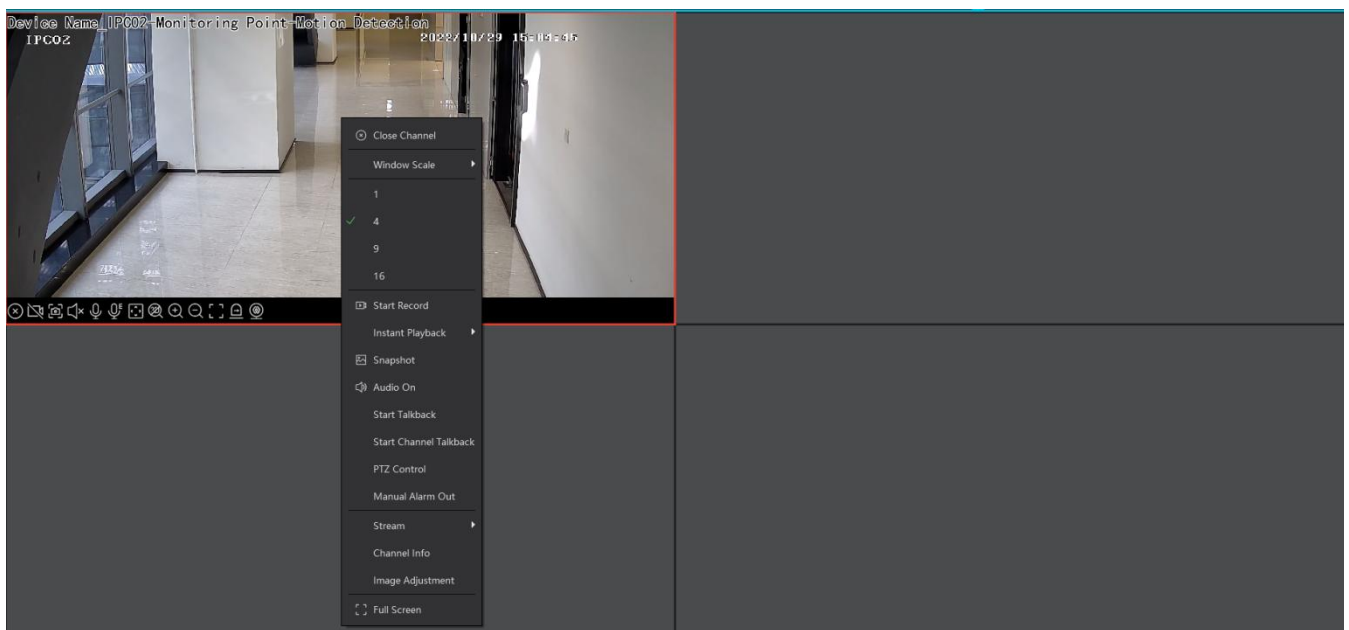 Device Name_IPC02-Monitoring Point-Motion Detection
IPC02 2022/10/29 15:04:45
Close Channel
Window Scale
1
4
9
16
Start Record
Instant Playback
Snapshot
Audio On
Start Talkback
Start Channel Talkback
PTZ Control
Manual Alarm Out
Stream
Channel Info
Image Adjustment
Full Screen